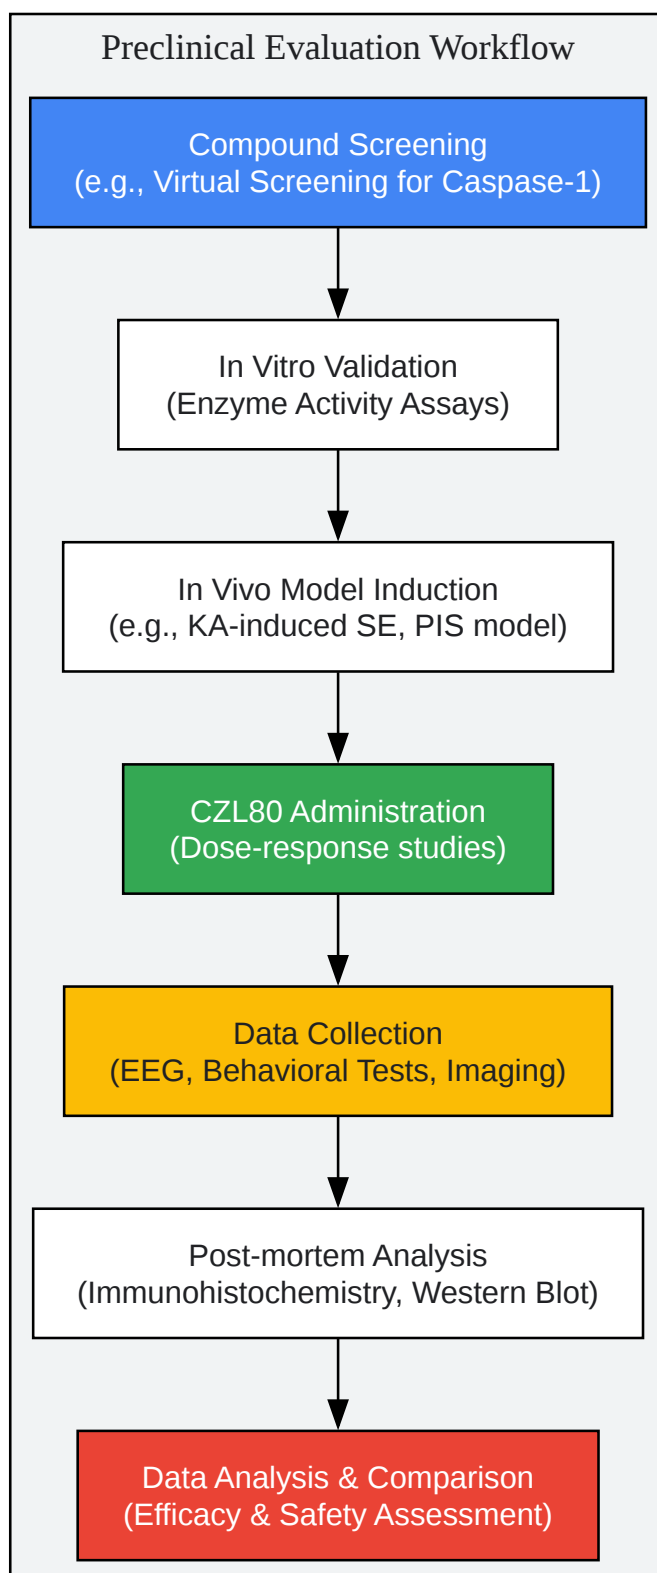 Preclinical Evaluation Workflow
Compound Screening
(e.g., Virtual Screening for Caspase-1)
In Vitro Validation
(Enzyme Activity Assays)
In Vivo Model Induction
(e.g., KA-induced SE, PIS model)
CZL80 Administration
(Dose-response studies)
Data Collection
(EEG, Behavioral Tests, Imaging)
Post-mortem Analysis
(Immunohistochemistry, Western Blot)
Data Analysis & Comparison
(Efficacy & Safety Assessment)